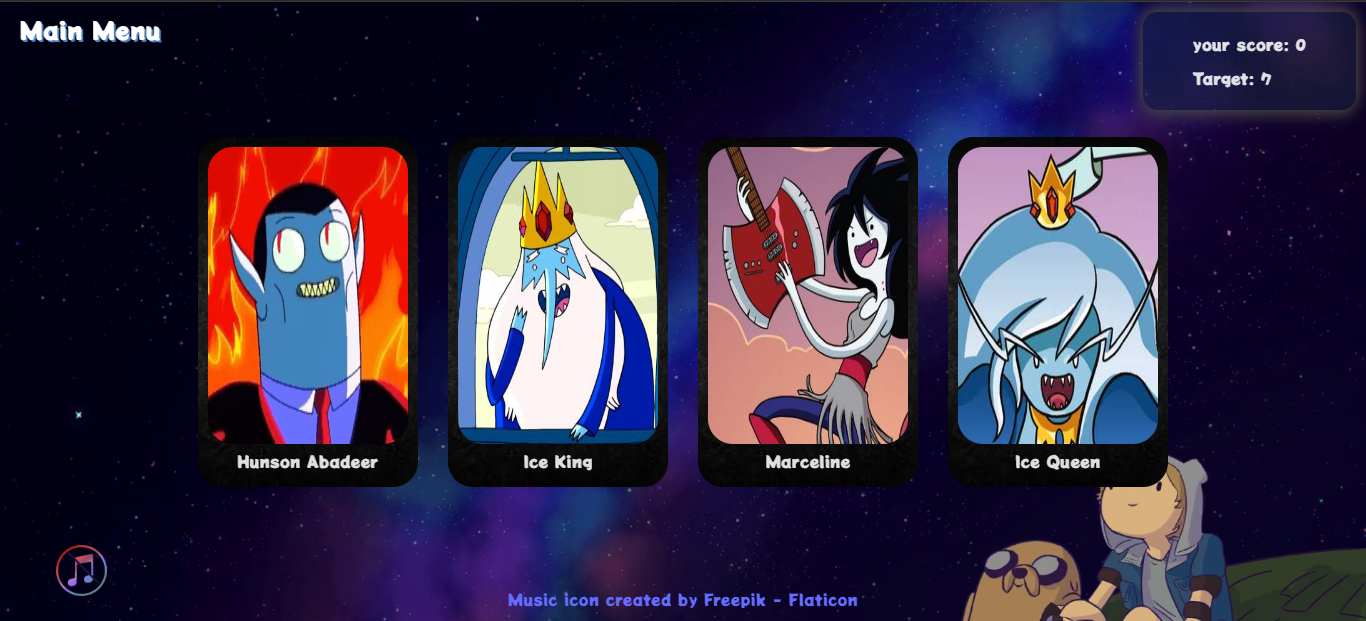 Main Menu
your score: 0
Target: 7
Hunson Abadeer
Ice King
Marceline
Ice Queen
Music icon created by Freepik - Flaticon